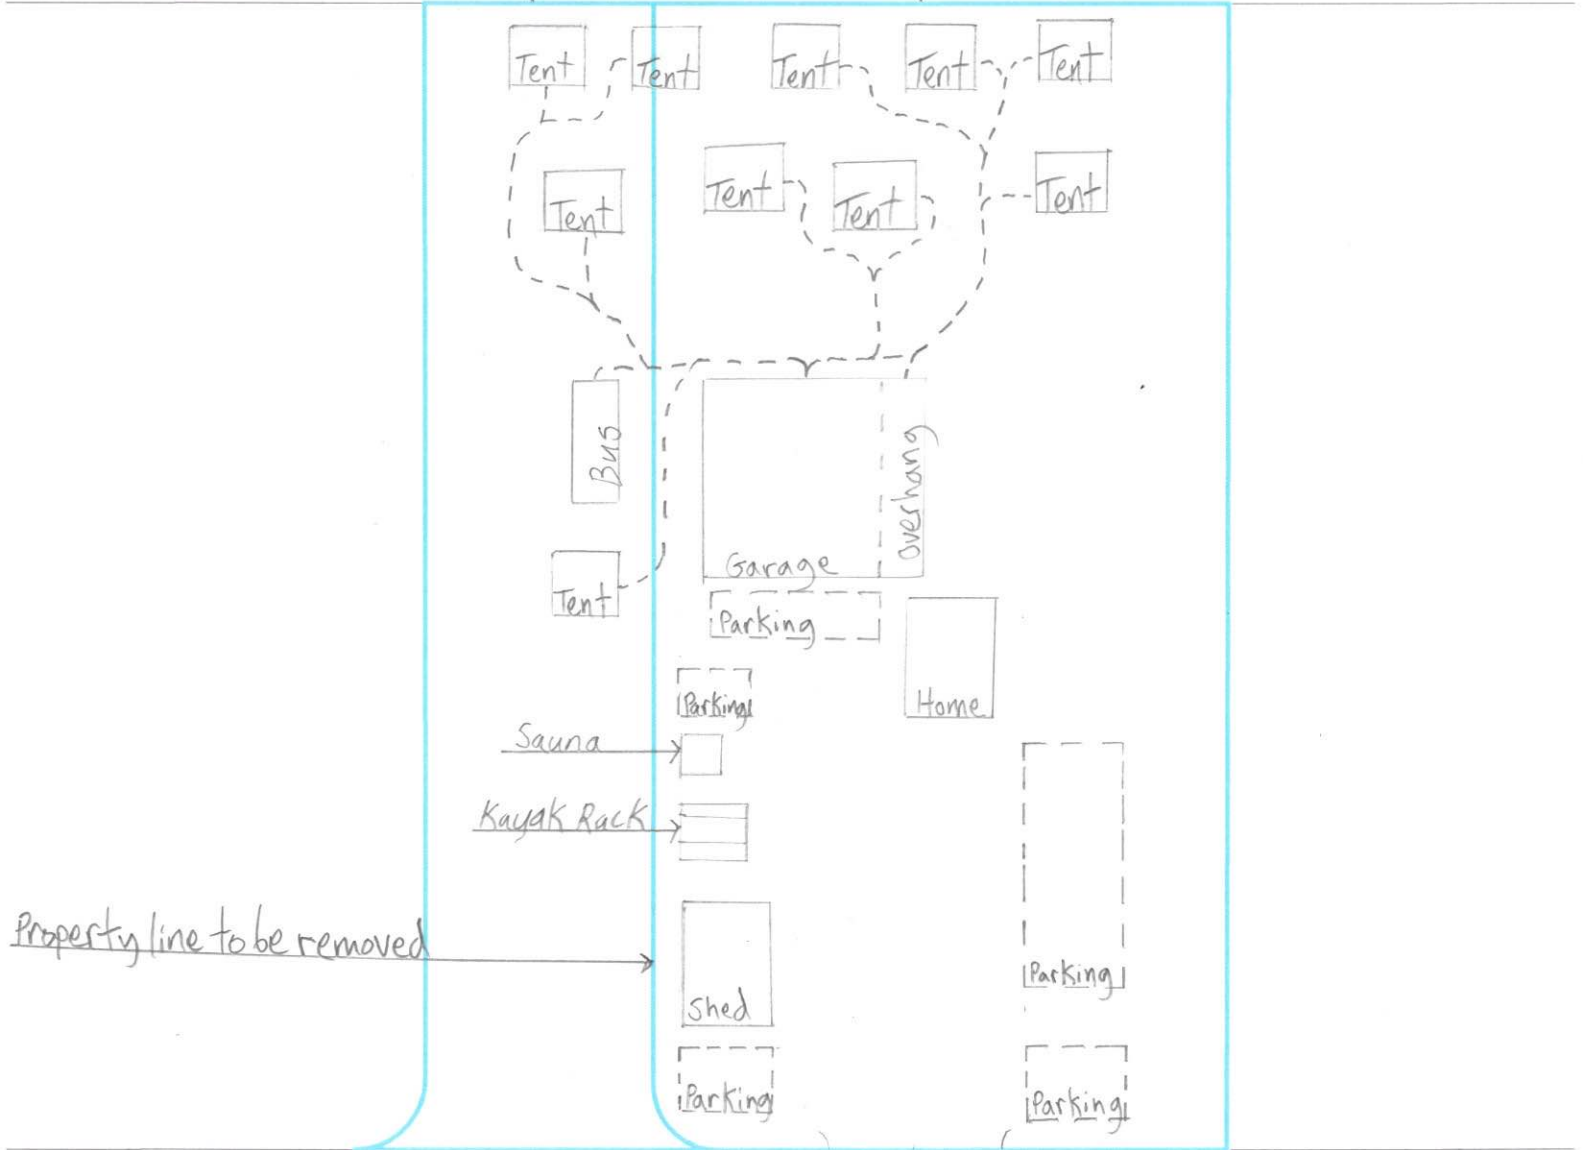 Tent
Tent
Tent
Tent
Tent
Tent
Tent
Tent
Tent
Bus
Overhang
Garage
Tent
Parking
Parking
Home
Sauna
Kayak Rack
Property line to be removed
Parking
Shed
Parking
Parking